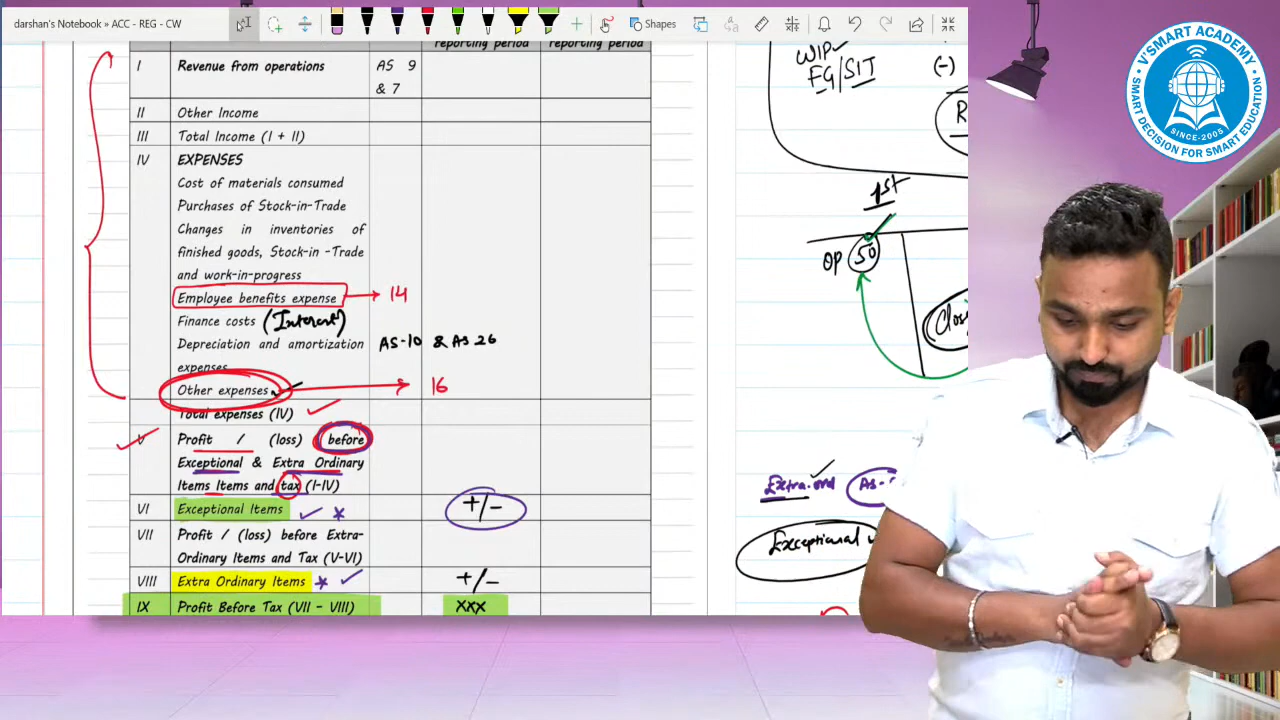 darshan's Notebook » ACC - REG - CW
Shapes
reporting period reporting period
I Revenue from operations AS 9
& 7
II Other Income
III Total Income (I + II)
IV EXPENSES
Cost of materials consumed
Purchases of Stock-in-Trade
Changes in inventories of
finished goods, Stock-in -Trade
and work-in-progress
Employee benefits expense 14
Finance costs (Interest)
Depreciation and amortization AS-10 & AS 26
expenses
Other expenses 16
Total expenses (IV)
V Profit / (loss) before
Exceptional & Extra Ordinary
Items Items and tax (I-IV)
VI Exceptional Items * +/-
VII Profit / (loss) before Extra-
Ordinary Items and Tax (V-VI)
VIII Extra Ordinary Items * +/-
IX Profit Before Tax (VII - VIII) XXX
WIP
FG/SIT (-)
R
1st
OP 50
Clos
Extra-ord AS-
Exceptional
V'SMART ACADEMY
SINCE-2005
SMART DECISION FOR SMART EDUCATION